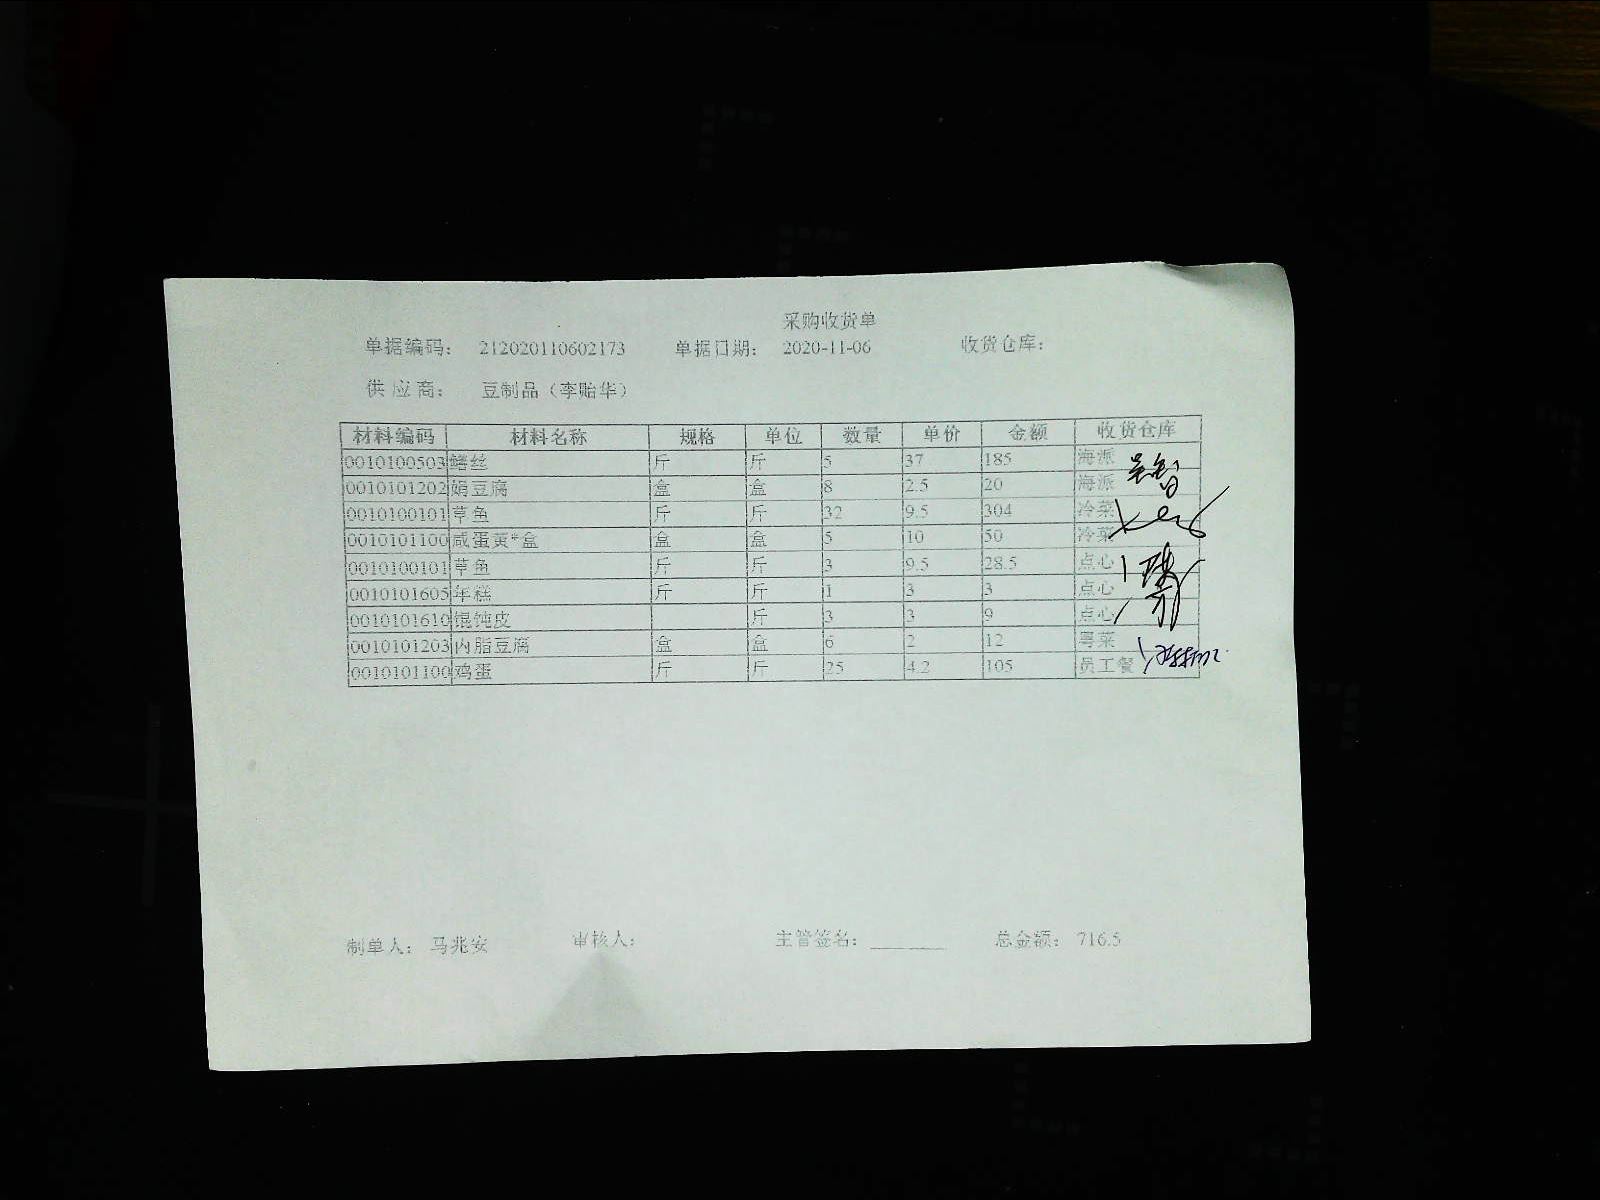 采购收货单
单据编码: 212020110602173 单据日期: 2020-11-06 收货仓库:
供应商: 豆制品（李贻华）
材料编码 材料名称 规格 单位 数量 单价 金额 收货仓库
0010100503 鳝丝 斤 斤 5 37 185 海派
0010101202 娟豆腐 盒 盒 8 2.5 20 海派
0010100101 草鱼 斤 斤 32 9.5 304 冷菜
0010101100 咸蛋黄*盒 盒 盒 5 10 50 冷菜
0010100101 草鱼 斤 斤 3 9.5 28.5 点心
0010101605 年糕 斤 斤 1 3 3 点心
0010101610 馄饨皮 斤 3 3 9 点心
0010101203 内脂豆腐 盒 盒 6 2 12 粤菜
0010101100 鸡蛋 斤 斤 25 4.2 105 员工餐
制单人: 马兆安 审核人: 主管签名: 总金额: 716.5